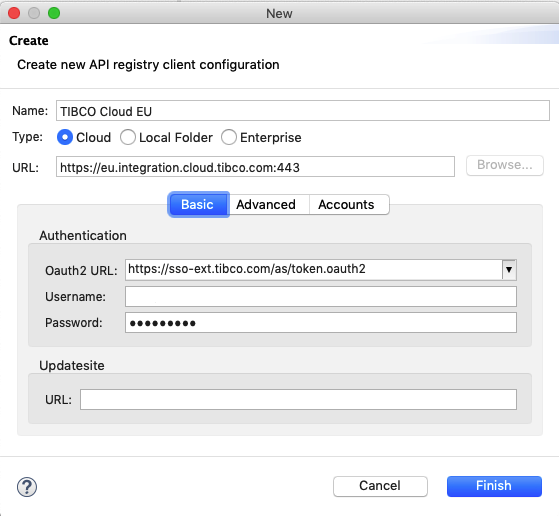 New
Create
Create new API registry client configuration
Name: TIBCO Cloud EU
Type: Cloud Local Folder Enterprise
URL: https://eu.integration.cloud.tibco.com:443 Browse...
Basic Advanced Accounts
Authentication
Oauth2 URL: https://sso-ext.tibco.com/as/token.oauth2
Username:
Password: ●●●●●●●●●
Updatesite
URL:
? Cancel Finish